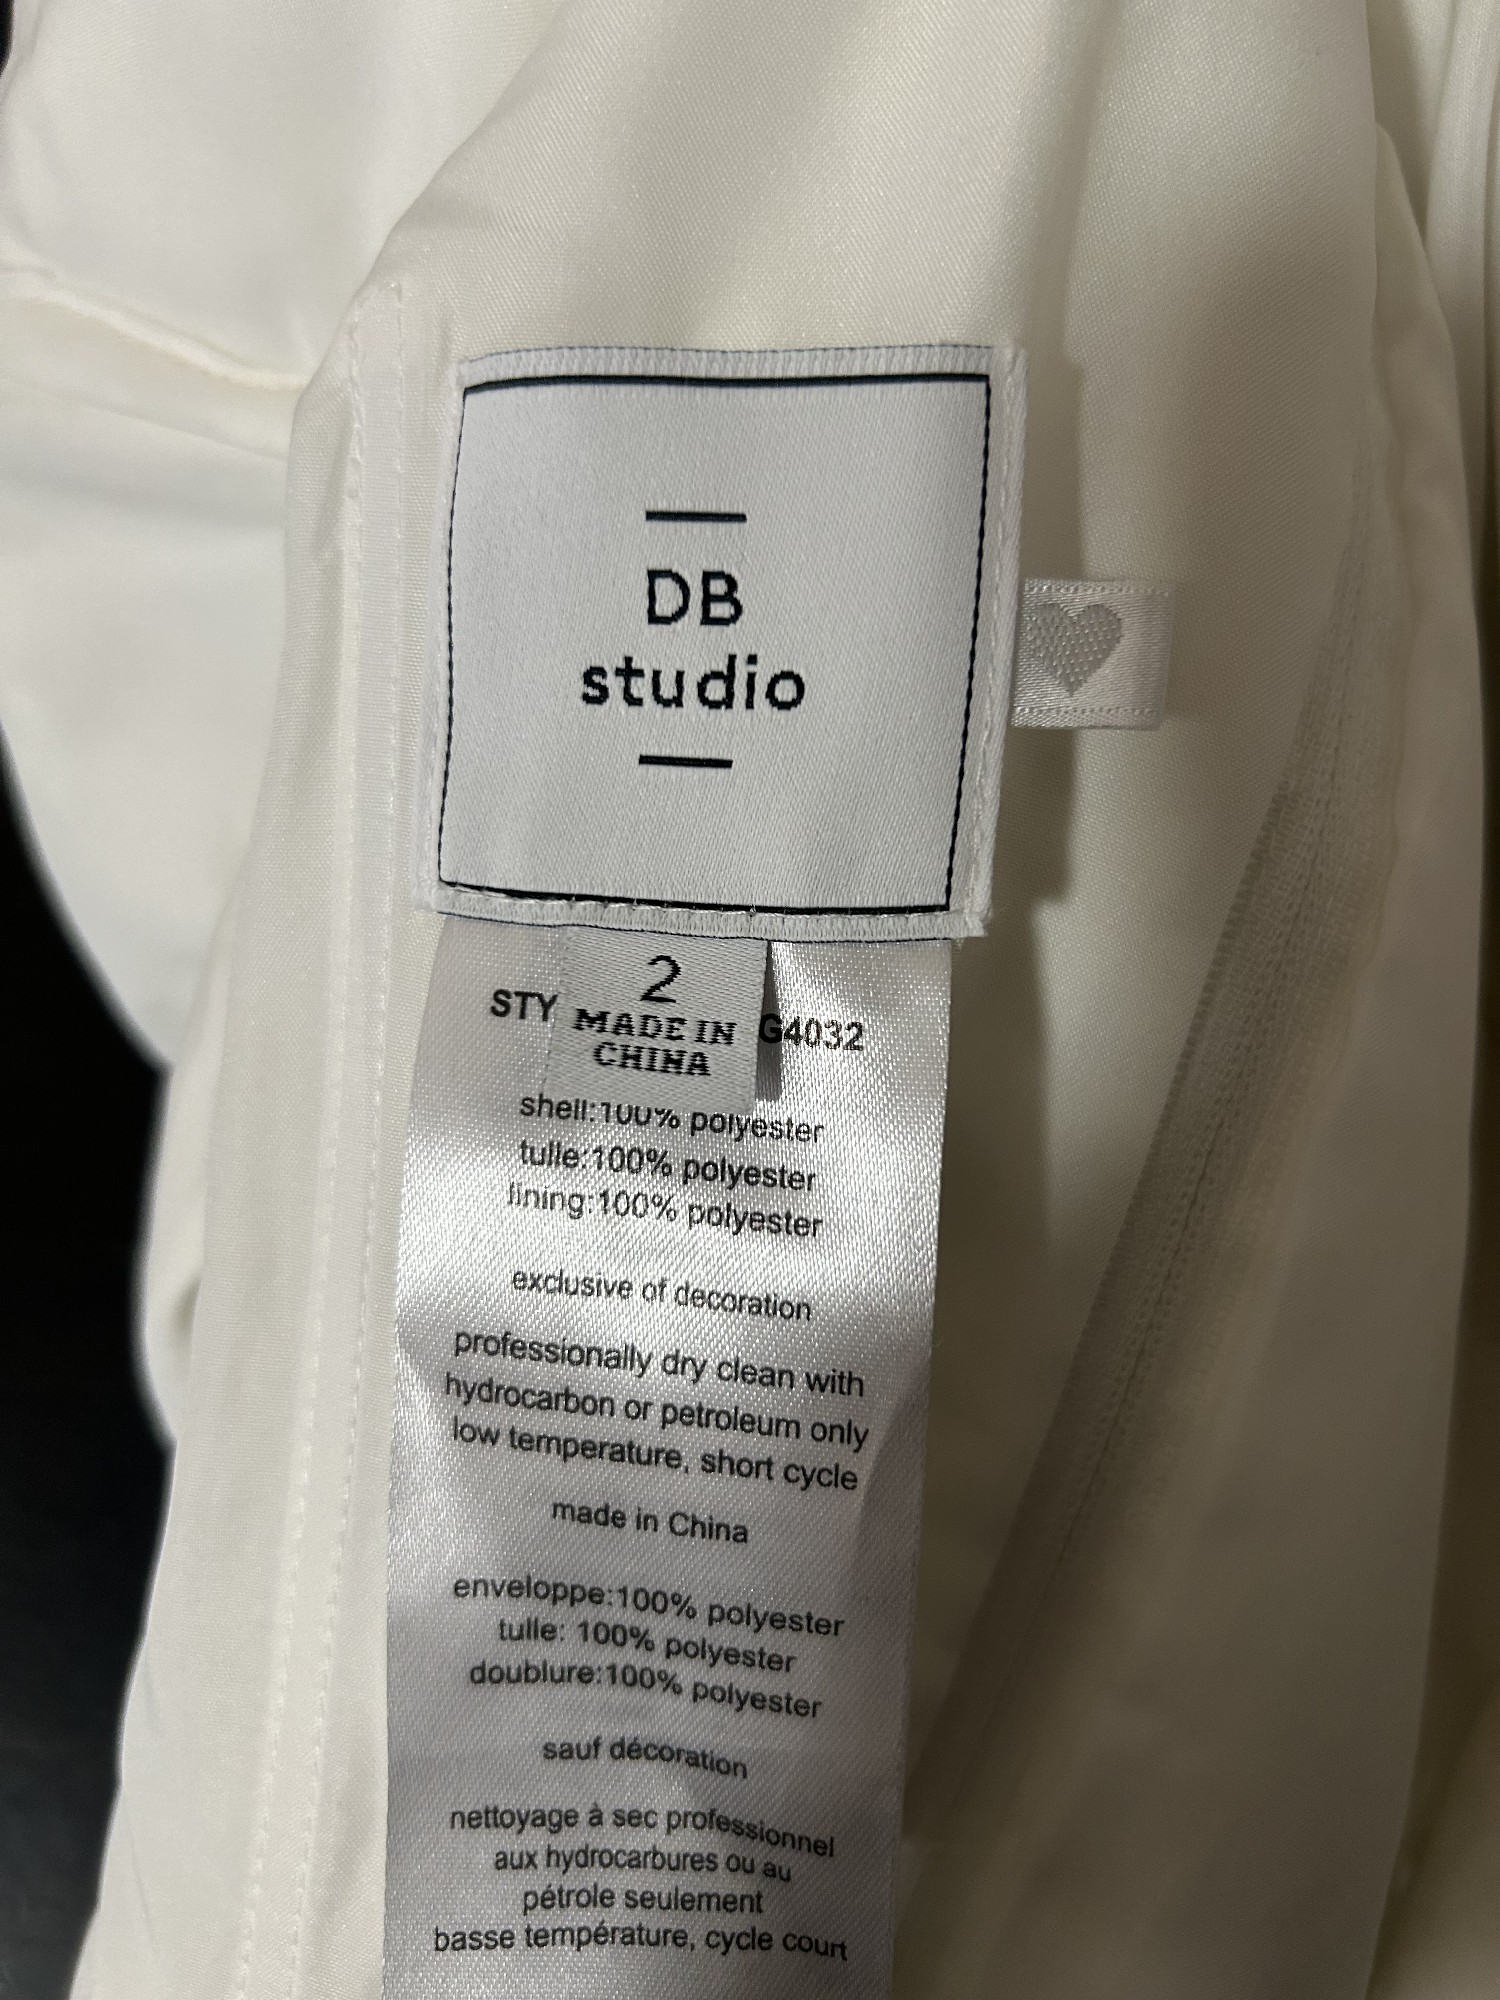 DB
studio
2
MADE IN
CHINA
STY G4032
shell:100% polyester
tulle:100% polyester
lining:100% polyester
exclusive of decoration
professionally dry clean with
hydrocarbon or petroleum only
low temperature, short cycle
made in China
enveloppe:100% polyester
tulle: 100% polyester
doublure:100% polyester
sauf décoration
nettoyage à sec professionnel
aux hydrocarbures ou au
pétrole seulement
basse température, cycle court